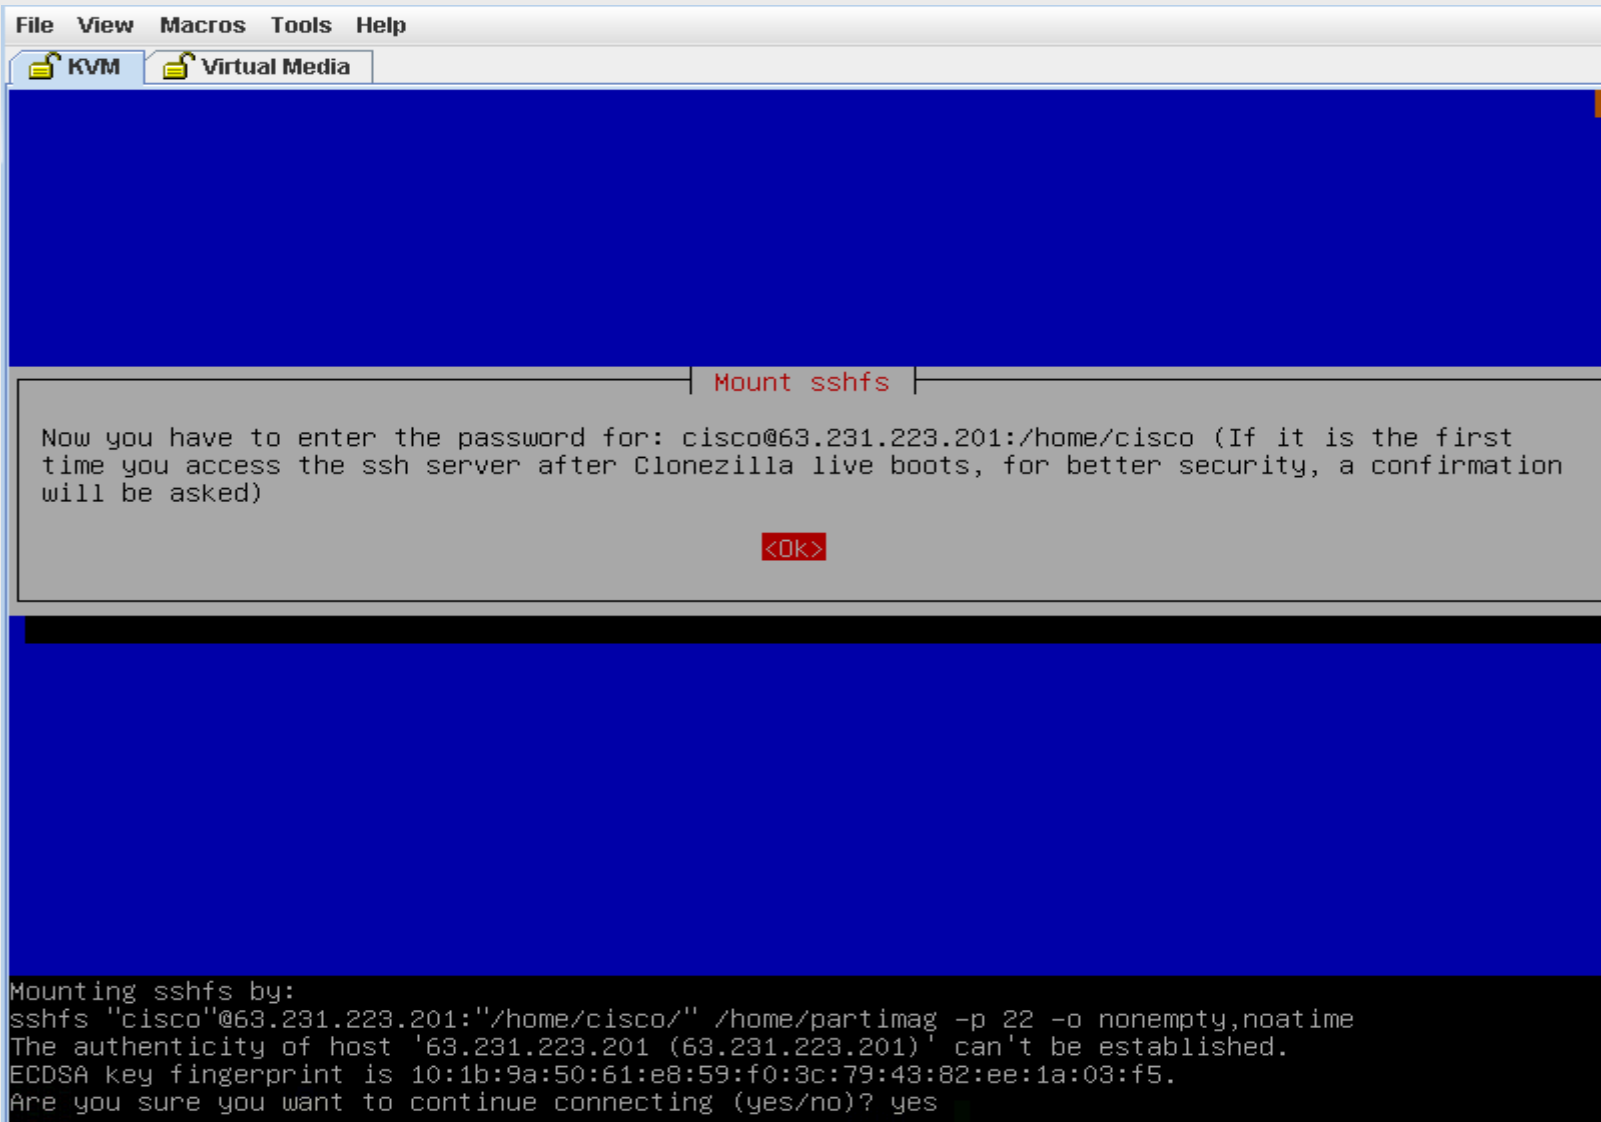 File View Macros Tools Help
KVM Virtual Media
Mount sshfs
Now you have to enter the password for: cisco@63.231.223.201:/home/cisco (If it is the first
time you access the ssh server after Clonezilla live boots, for better security, a confirmation
will be asked)
<Ok>
Mounting sshfs by:
sshfs "cisco"@63.231.223.201:"/home/cisco/" /home/partimag -p 22 -o nonempty,noatime
The authenticity of host '63.231.223.201 (63.231.223.201)' can't be established.
ECDSA key fingerprint is 10:1b:9a:50:61:e8:59:f0:3c:79:43:82:ee:1a:03:f5.
Are you sure you want to continue connecting (yes/no)? yes